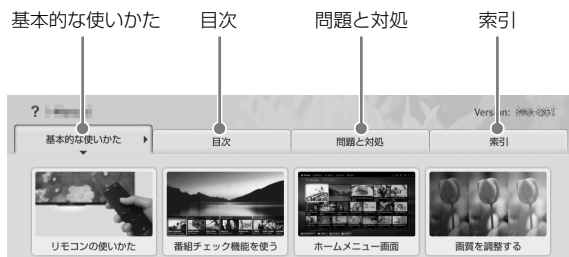 基本的な使いかた 目次 問題と対処 索引
?
Version:
基本的な使いかた 目次 問題と対処 索引
リモコンの使いかた 番組チェック機能を使う ホームメニュー画面 画質を調整する